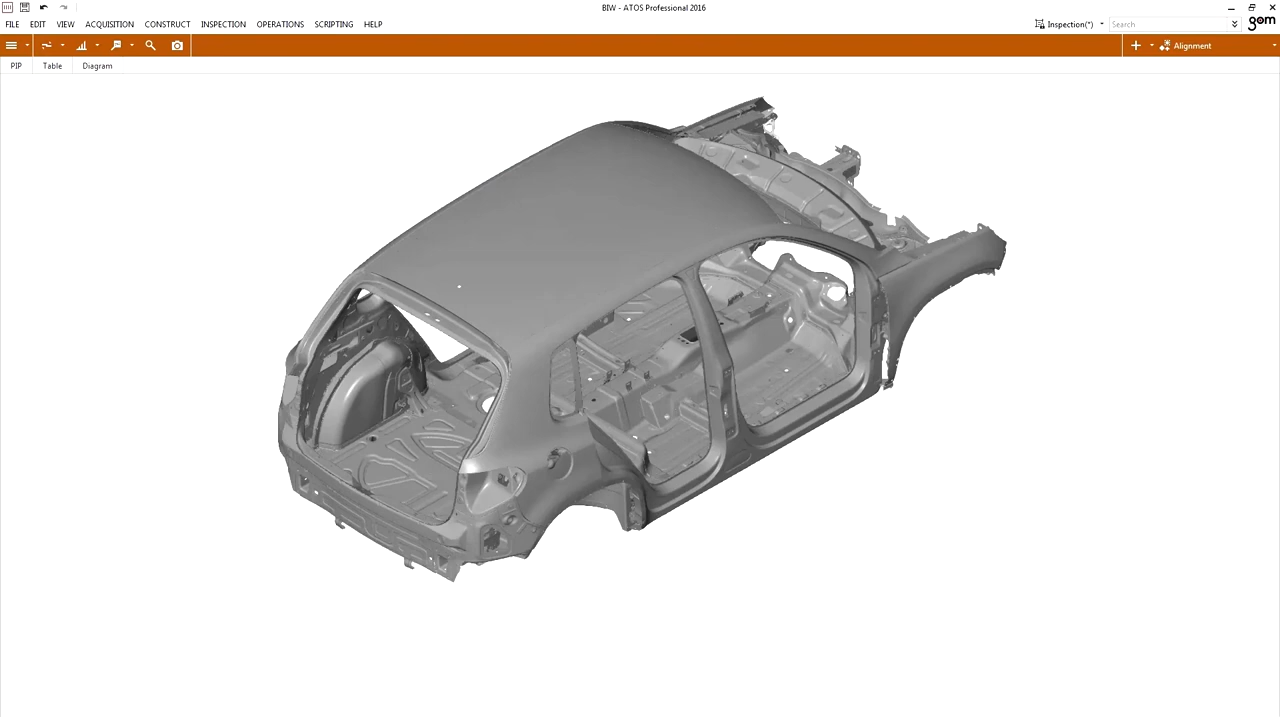 BIW - ATOS Professional 2016
FILE EDIT VIEW ACQUISITION CONSTRUCT INSPECTION OPERATIONS SCRIPTING HELP
Inspection(*) Search gom
Alignment
PIP Table Diagram